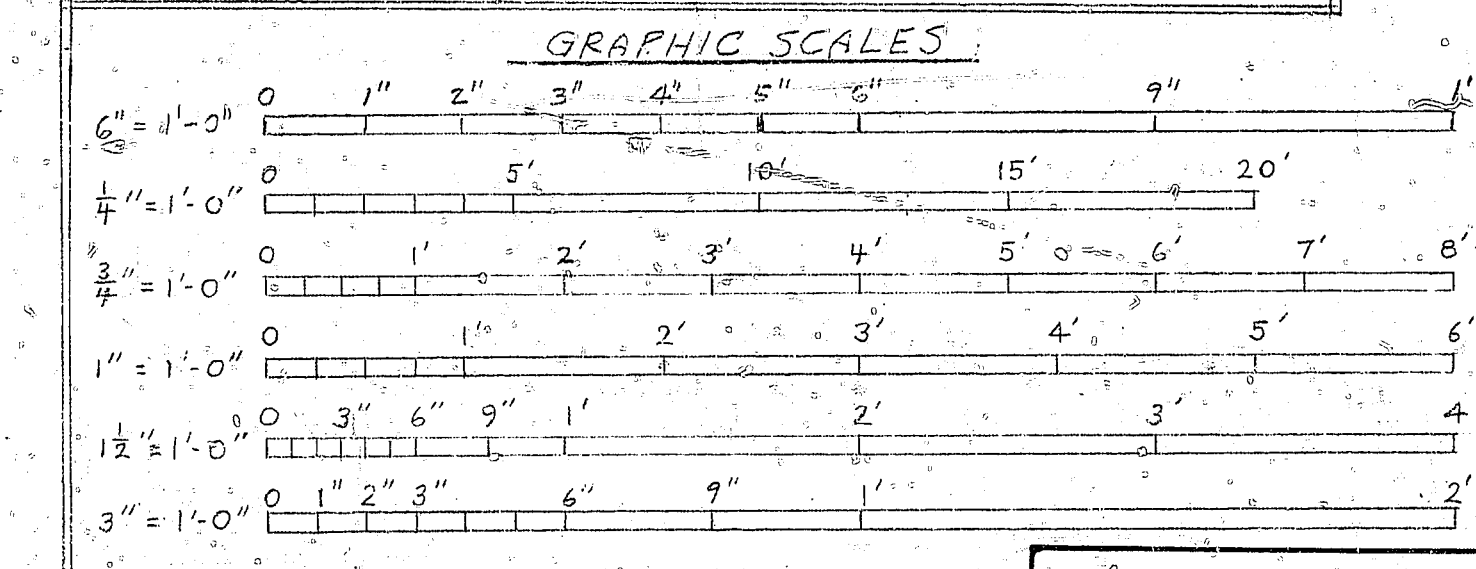 GRAPHIC SCALES
0 1" 2" 3" 4" 5" 6" 9" 1'
6" = 1'-0"
0 5' 10' 15' 20'
1/4" = 1'-0"
0 1' 2' 3' 4' 5' 6' 7' 8'
3/4" = 1'-0"
0 1' 2' 3' 4' 5' 6'
1" = 1'-0"
0 3" 6" 9" 1' 2' 3' 4
1 1/2" = 1'-0"
0 1" 2" 3" 6" 9" 1' 2'
3" = 1'-0"